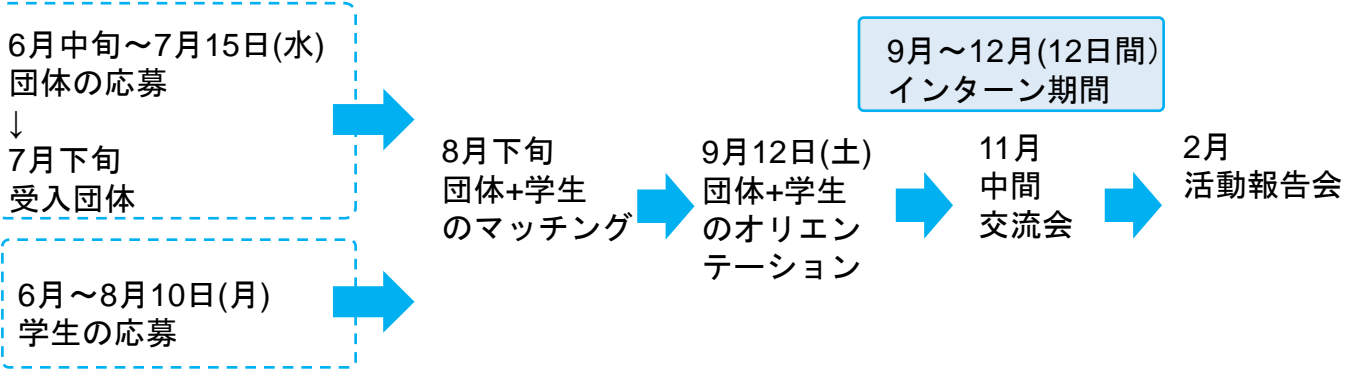 6月中旬～7月15日(水)
団体の応募
↓
7月下旬
受入団体
6月～8月10日(月)
学生の応募
8月下旬
団体+学生
のマッチング
9月12日(土)
団体+学生
のオリエン
テーション
9月～12月(12日間）
インターン期間
11月
中間
交流会
2月
活動報告会